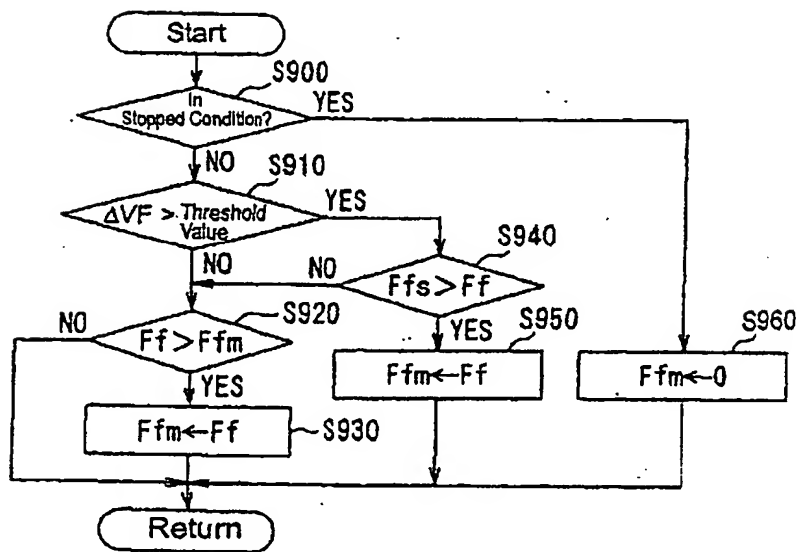 Start
S900
In
Stopped Condition?
YES
NO
S910
ΔVF > Threshold
Value
YES
NO
S940
NO
Ffs>Ff
S920
NO
Ff>Ffm
YES
S950
S960
YES
Ffm←Ff
Ffm←0
Ffm←Ff
S930
Return